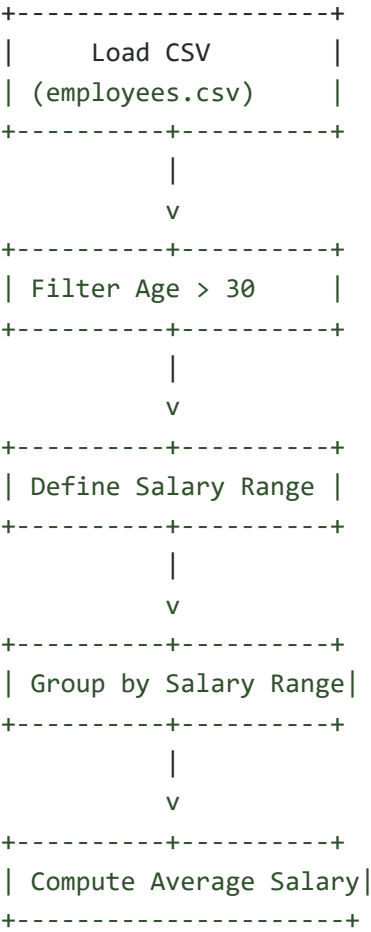 +---------------------+
|     Load CSV        |
| (employees.csv)     |
+----------+----------+
           |
           v
+----------+----------+
| Filter Age > 30     |
+----------+----------+
           |
           v
+----------+----------+
| Define Salary Range |
+----------+----------+
           |
           v
+----------+----------+
| Group by Salary Range|
+----------+----------+
           |
           v
+----------+----------+
| Compute Average Salary|
+----------------------+